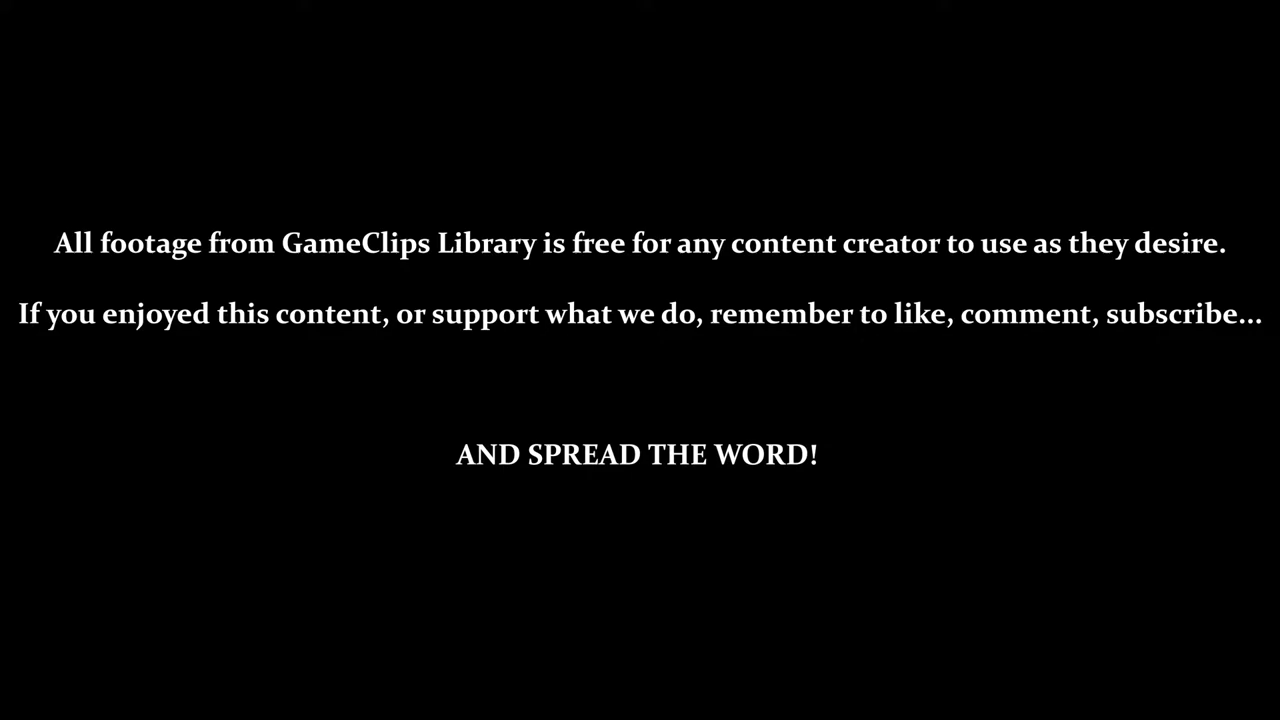 All footage from GameClips Library is free for any content creator to use as they desire.
If you enjoyed this content, or support what we do, remember to like, comment, subscribe...
AND SPREAD THE WORD!